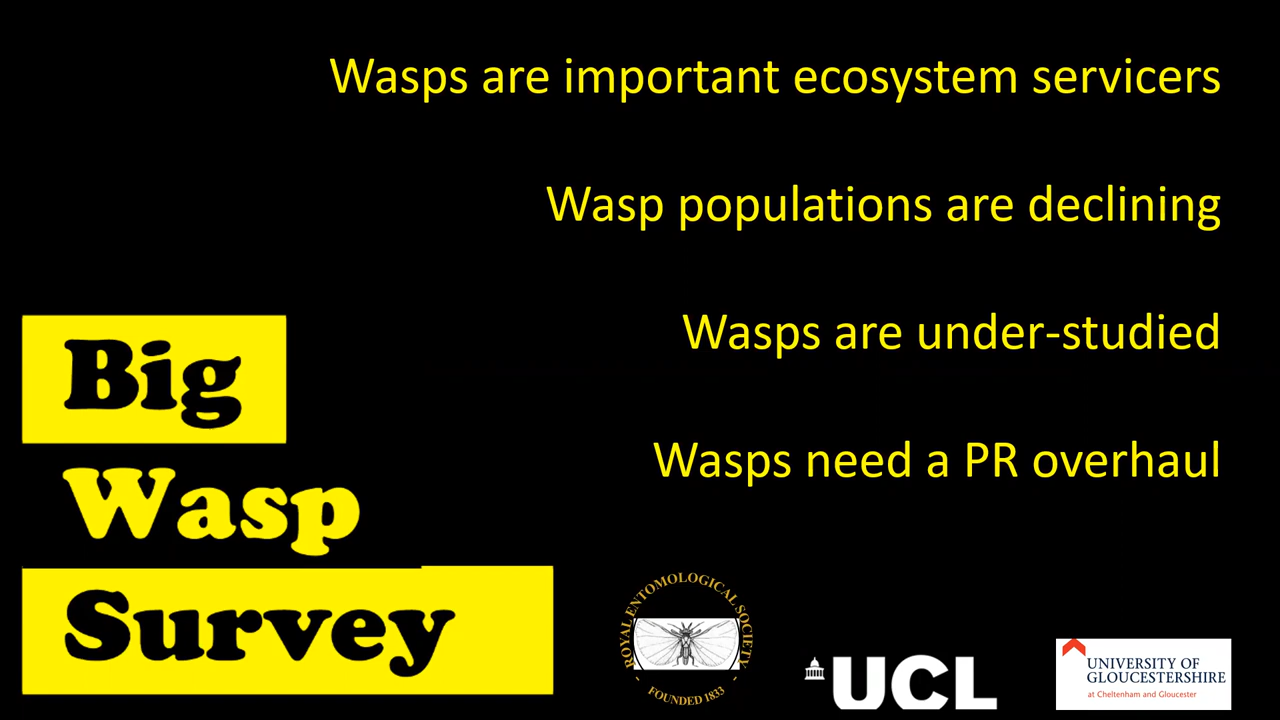 Wasps are important ecosystem servicers
Wasp populations are declining
Wasps are under-studied
Wasps need a PR overhaul
Big
Wasp
Survey
ROYAL ENTOMOLOGICAL SOCIETY
- FOUNDED 1833 -
UCL
UNIVERSITY OF
GLOUCESTERSHIRE
at Cheltenham and Gloucester